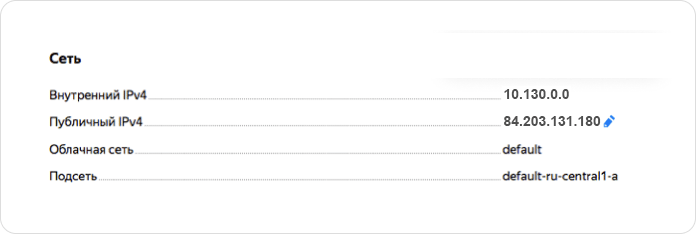 Сеть
Внутренний IPv4 10.130.0.0
Публичный IPv4 84.203.131.180
Облачная сеть default
Подсеть default-ru-central1-a